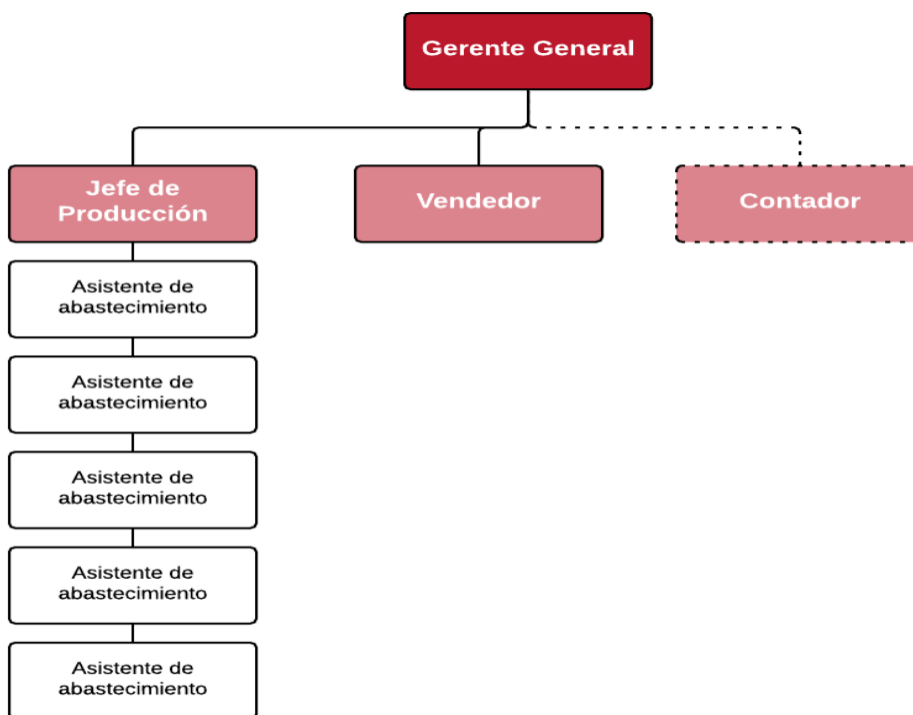 Gerente General
Jefe de
Producción
Vendedor
Contador
Asistente de
abastecimiento
Asistente de
abastecimiento
Asistente de
abastecimiento
Asistente de
abastecimiento
Asistente de
abastecimiento